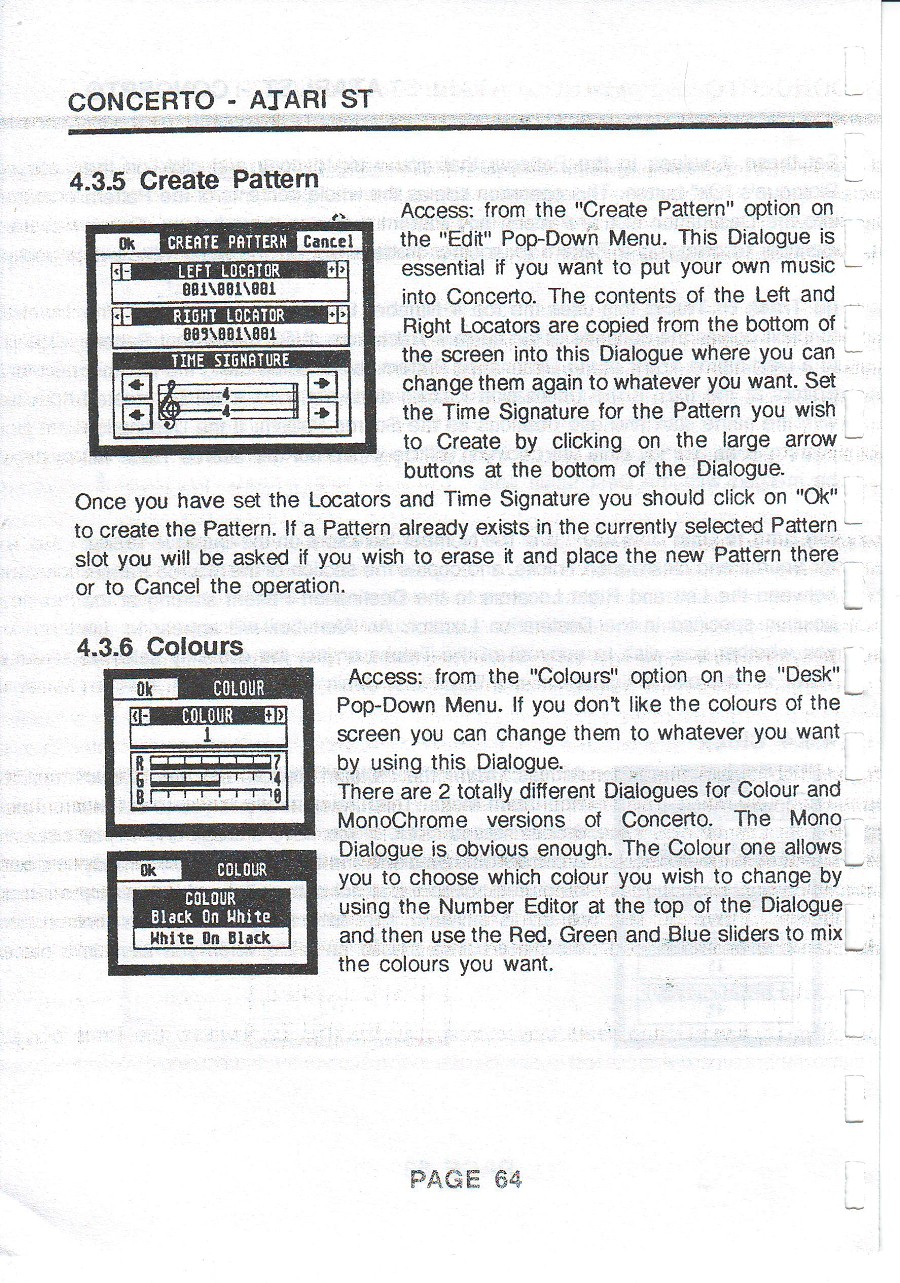 CONCERTO - ATARI ST
4.3.5 Create Pattern
Ok CREATE PATTERN Cancel
<- LEFT LOCATOR +>
001\001\001
<- RIGHT LOCATOR +>
009\001\001
TIME SIGNATURE
4
4
Access: from the "Create Pattern" option on
the "Edit" Pop-Down Menu. This Dialogue is
essential if you want to put your own music
into Concerto. The contents of the Left and
Right Locators are copied from the bottom of
the screen into this Dialogue where you can
change them again to whatever you want. Set
the Time Signature for the Pattern you wish
to Create by clicking on the large arrow
buttons at the bottom of the Dialogue.
Once you have set the Locators and Time Signature you should click on "Ok"
to create the Pattern. If a Pattern already exists in the currently selected Pattern
slot you will be asked if you wish to erase it and place the new Pattern there
or to Cancel the operation.
4.3.6 Colours
Ok COLOUR
<- COLOUR +>
1
R 7
G 4
B 0
Ok COLOUR
COLOUR
Black On White
White On Black
Access: from the "Colours" option on the "Desk"
Pop-Down Menu. If you don't like the colours of the
screen you can change them to whatever you want
by using this Dialogue.
There are 2 totally different Dialogues for Colour and
MonoChrome versions of Concerto. The Mono
Dialogue is obvious enough. The Colour one allows
you to choose which colour you wish to change by
using the Number Editor at the top of the Dialogue
and then use the Red, Green and Blue sliders to mix
the colours you want.
PAGE 64